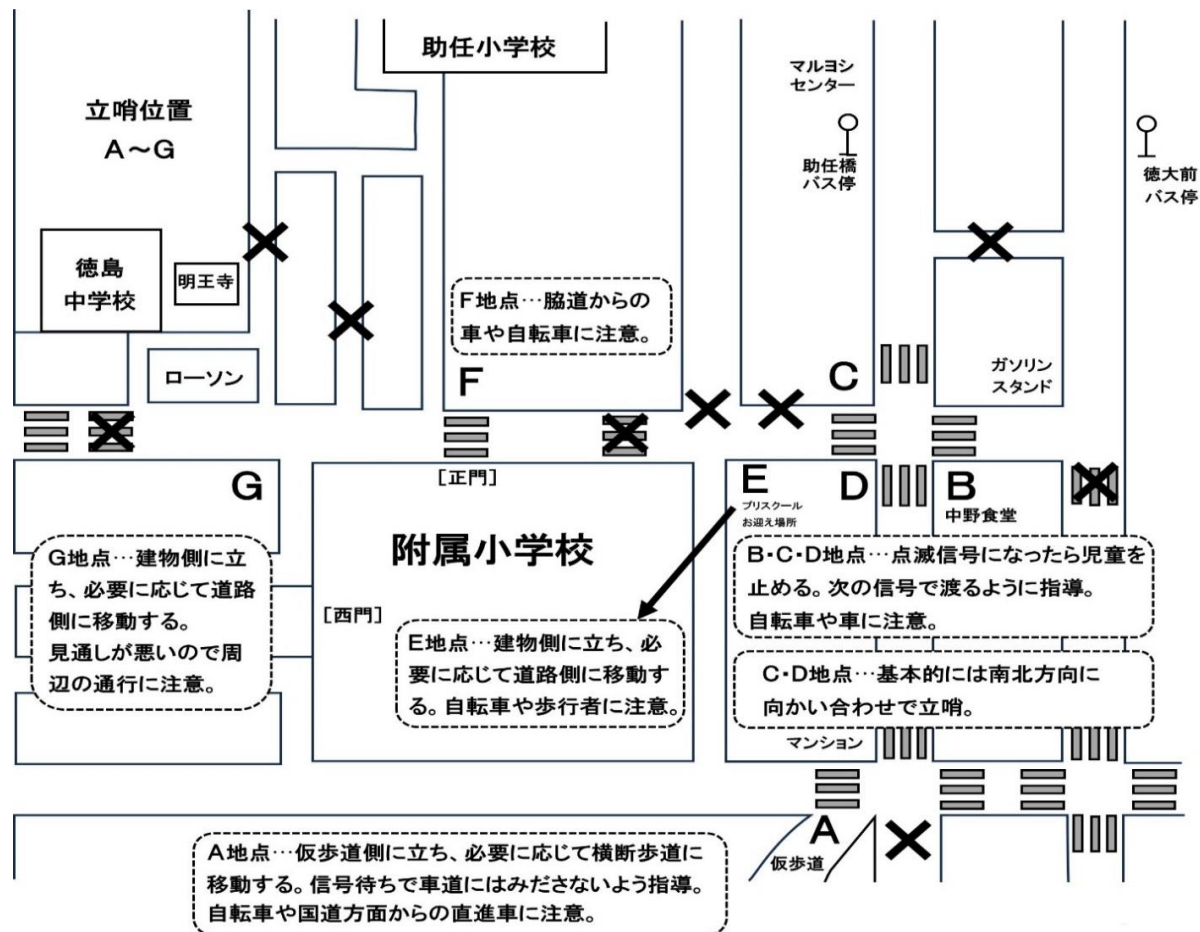 助任小学校
マルヨシ
センター
立哨位置
A～G
助任橋
バス停
徳大前
バス停
徳島
中学校
明王寺
F地点…脇道からの
車や自転車に注意。
ローソン
F
C
ガソリン
スタンド
G
[正門]
E
D
B
プリスクール
お迎え場所
中野食堂
附属小学校
G地点…建物側に立
ち、必要に応じて道路
側に移動する。
見通しが悪いので周
辺の通行に注意。
[西門]
B・C・D地点…点滅信号になったら児童を
止める。次の信号で渡るように指導。
自転車や車に注意。
E地点…建物側に立ち、必
要に応じて道路側に移動す
る。自転車や歩行者に注意。
C・D地点…基本的には南北方向に
向かい合わせで立哨。
マンション
A
仮歩道
A地点…仮歩道側に立ち、必要に応じて横断歩道に
移動する。信号待ちで車道にはみださないよう指導。
自転車や国道方面からの直進車に注意。